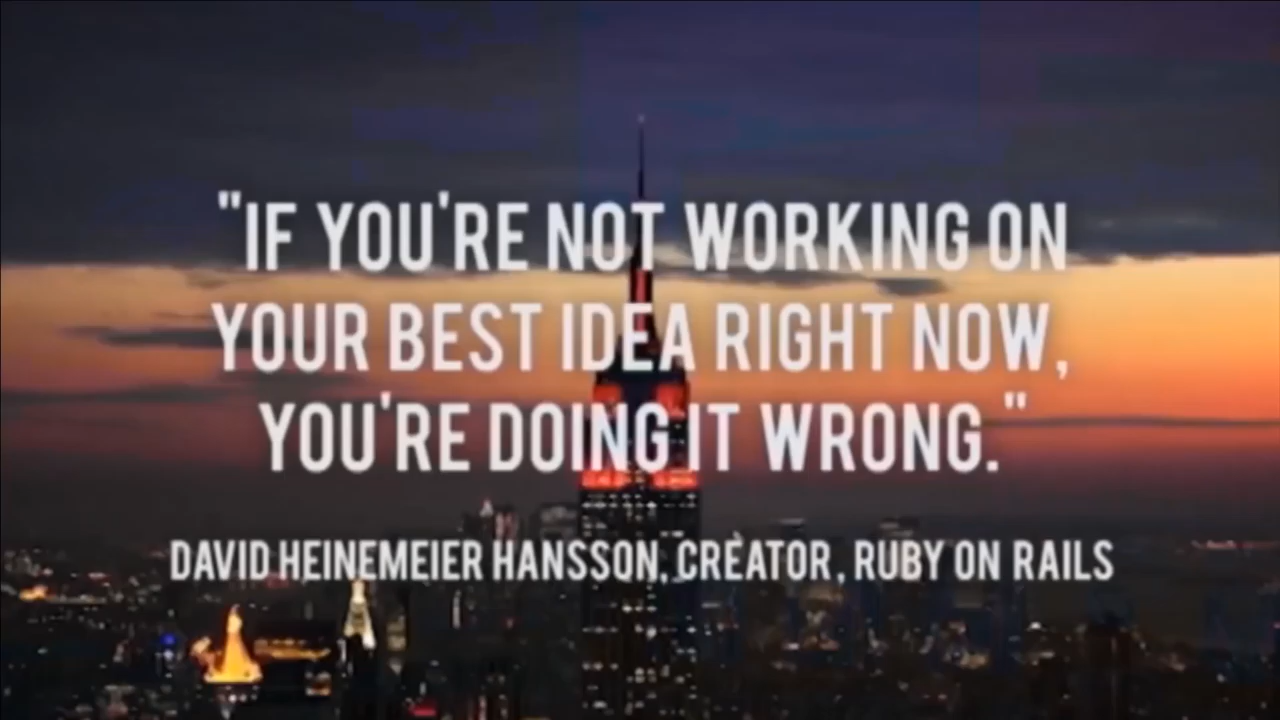 "IF YOU'RE NOT WORKING ON
YOUR BEST IDEA RIGHT NOW,
YOU'RE DOING IT WRONG."
DAVID HEINEMEIER HANSSON, CREATOR, RUBY ON RAILS